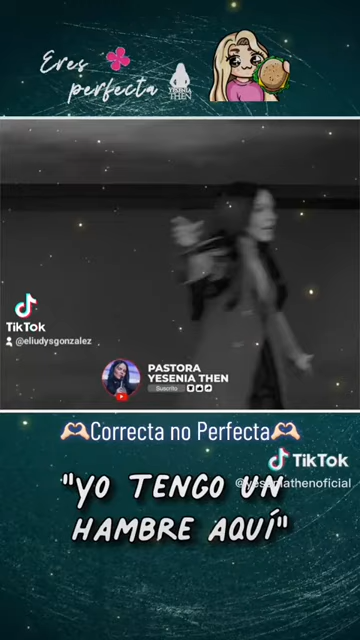 Eres
perfecta
YESENIA
THEN
TikTok
@eliudysgonzalez
PASTORA
YESENIA THEN
Suscrito
🫶Correcta no Perfecta🫶
TikTok
@yeseniathenoficial
"YO TENGO UN
HAMBRE AQUÍ"